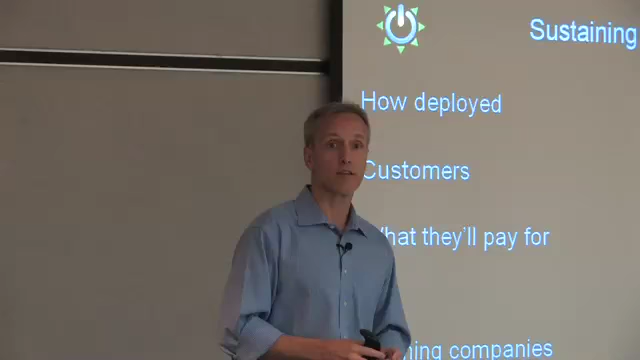 Sustaining
How deployed
Customers
hat they'll pay for
ning companies